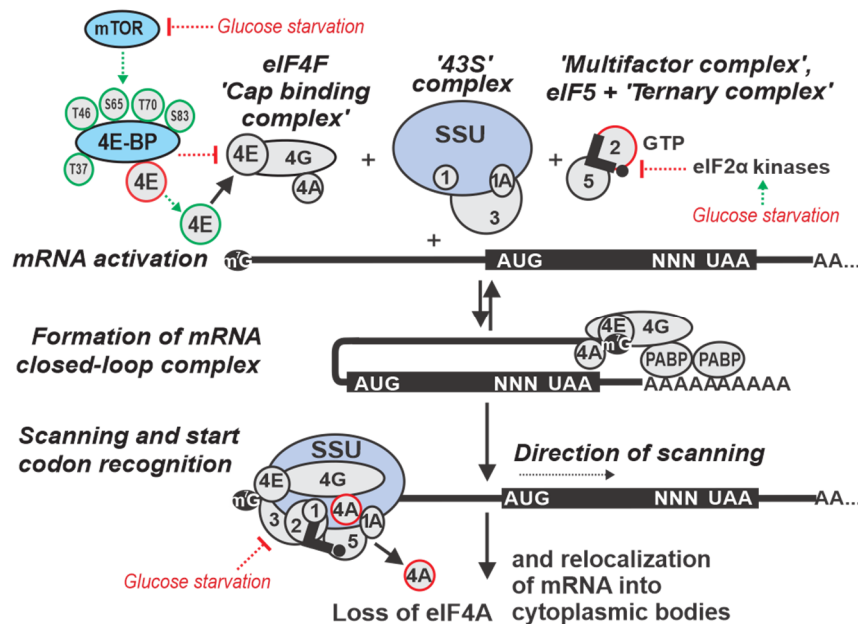 mTOR
Glucose starvation
T46
S65
T70
S83
4E-BP
T37
4E
4E
eIF4F
'Cap binding
complex'
4E
4G
4A
+
'43S'
complex
SSU
1
1A
3
+
+
'Multifactor complex',
eIF5 + 'Ternary complex'
2
GTP
5
eIF2α kinases
Glucose starvation
mRNA activation
m⁷G
AUG
NNN UAA
AA...
Formation of mRNA
closed-loop complex
4E
4G
4A
m⁷G
PABP
PABP
AUG
NNN UAA
AAAAAAAAAA
Scanning and start
codon recognition
SSU
4G
4E
m⁷G
3
2
1
4A
1A
5
Direction of scanning
AUG
NNN UAA
AA...
Glucose starvation
4A
Loss of eIF4A
and relocalization
of mRNA into
cytoplasmic bodies